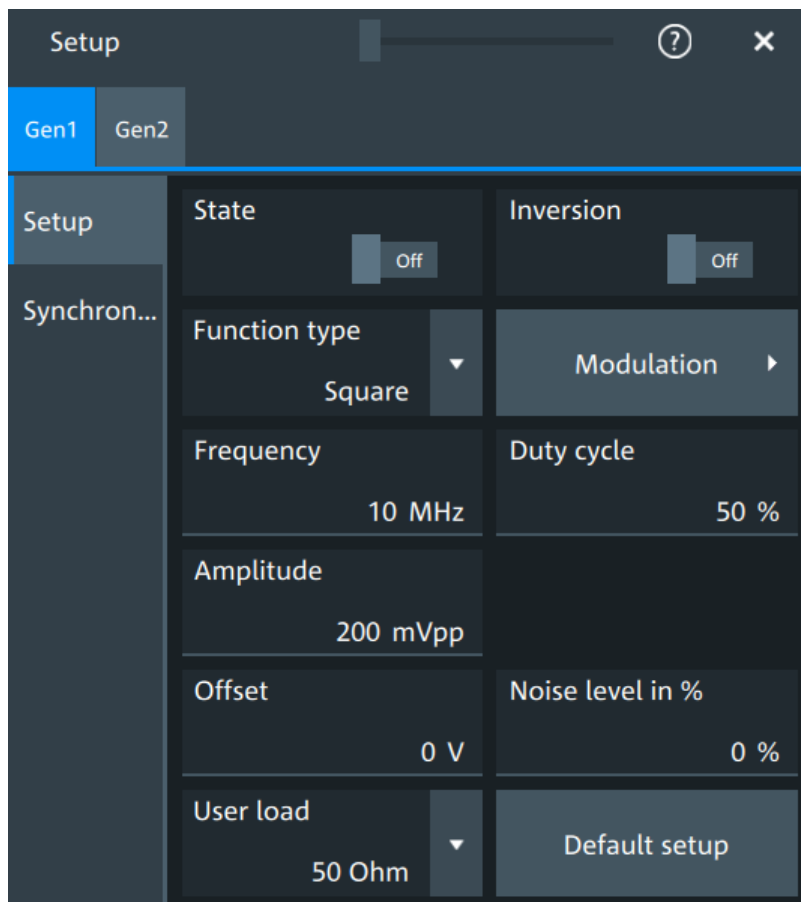 Setup
?
Gen1 Gen2
Setup
Synchron...
State
Off
Inversion
Off
Function type
Square
Modulation
Frequency
10 MHz
Duty cycle
50 %
Amplitude
200 mVpp
Offset
0 V
Noise level in %
0 %
User load
50 Ohm
Default setup